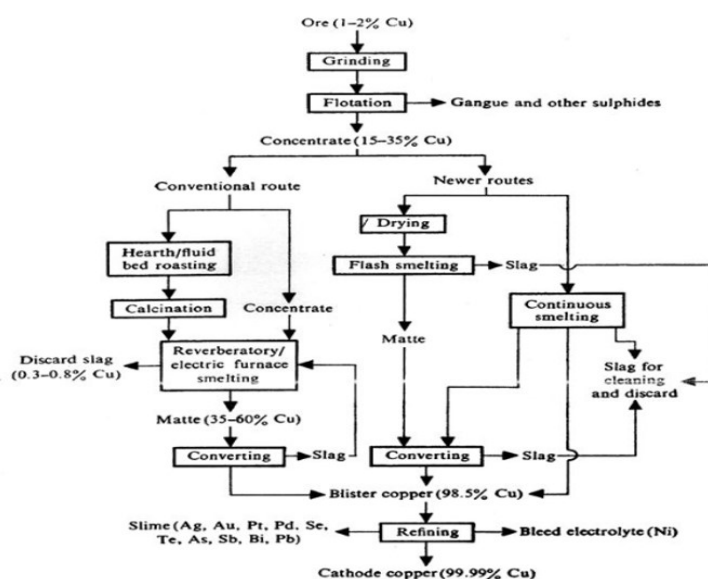 Ore (1–2% Cu)
Grinding
Flotation
Gangue and other sulphides
Concentrate (15–35% Cu)
Conventional route
Newer routes
/ Drying
Hearth/fluid
bed roasting
Flash smelting
Slag
Calcination
Concentrate
Continuous
smelting
Matte
Discard slag
(0.3–0.8% Cu)
Reverberatory/
electric furnace
smelting
Slag for
cleaning
and discard
Matte (35–60% Cu)
Converting
Slag
Converting
Slag
Blister copper (98.5% Cu)
Slime (Ag, Au, Pt, Pd, Se,
Te, As, Sb, Bi, Pb)
Refining
Bleed electrolyte (Ni)
Cathode copper (99.99% Cu)